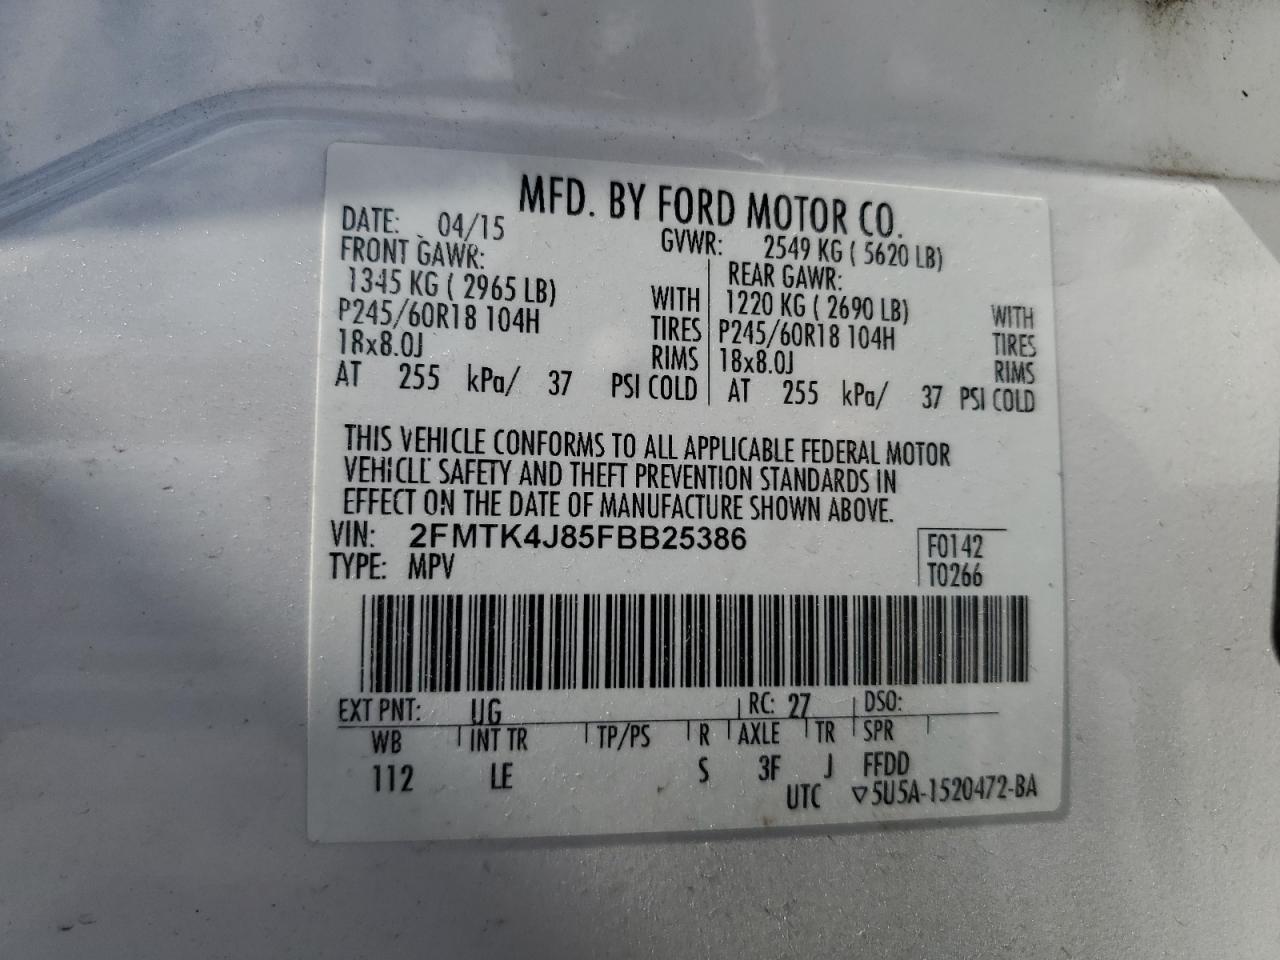 MFD. BY FORD MOTOR CO.
DATE: 04/15 GVWR: 2549 KG ( 5620 LB)
FRONT GAWR: REAR GAWR:
1345 KG ( 2965 LB) WITH 1220 KG ( 2690 LB) WITH
P245/60R18 104H TIRES P245/60R18 104H TIRES
18x8.0J RIMS 18x8.0J RIMS
AT 255 kPa/ 37 PSI COLD AT 255 kPa/ 37 PSI COLD
THIS VEHICLE CONFORMS TO ALL APPLICABLE FEDERAL MOTOR
VEHICLE SAFETY AND THEFT PREVENTION STANDARDS IN
EFFECT ON THE DATE OF MANUFACTURE SHOWN ABOVE.
VIN: 2FMTK4J85FBB25386 F0142
TYPE: MPV T0266
EXT PNT: UG RC: 27 DSO:
WB INT TR TP/PS R AXLE TR SPR
112 LE S 3F J FFDD
UTC ▽5U5A-1520472-BA